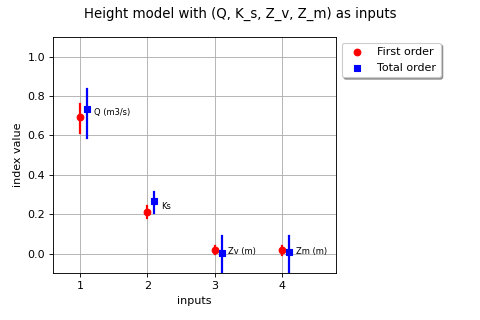 Height model with (Q, K_s, Z_v, Z_m) as inputs
First order
Total order
1.0
0.8
0.6
0.4
0.2
0.0
index value
Q (m3/s)
Ks
Zv (m)
Zm (m)
1
2
3
4
inputs